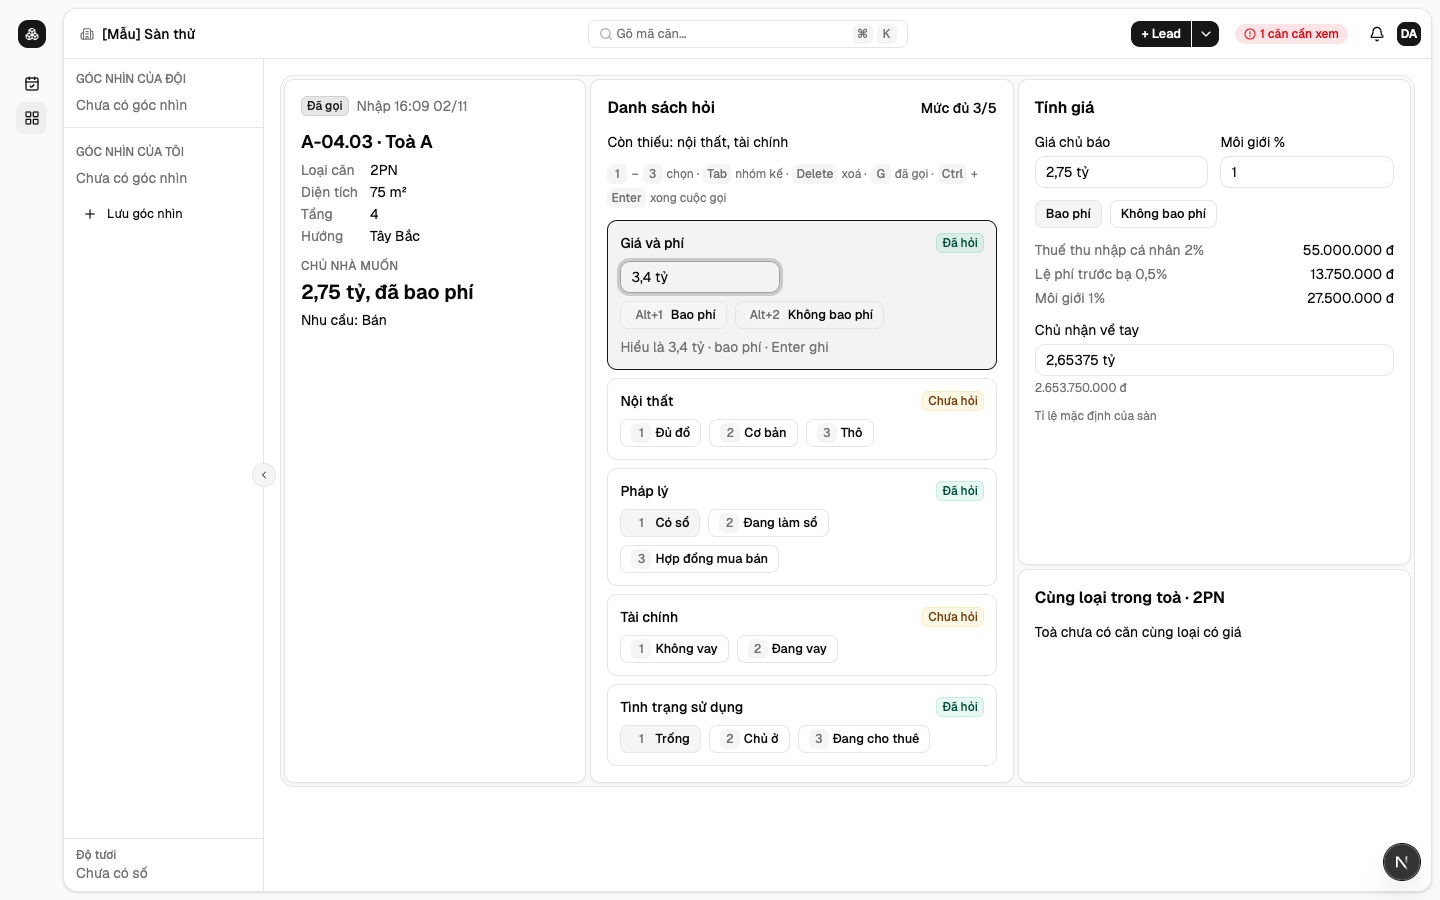 [Mẫu] Sàn thử
Gõ mã căn...
⌘ K
+ Lead
1 căn cần xem
DA
GÓC NHÌN CỦA ĐỘI
Chưa có góc nhìn
GÓC NHÌN CỦA TÔI
Chưa có góc nhìn
+ Lưu góc nhìn
Độ tươi
Chưa có số
Đã gọi Nhập 16:09 02/11
A-04.03 · Toà A
Loại căn 2PN
Diện tích 75 m²
Tầng 4
Hướng Tây Bắc
CHỦ NHÀ MUỐN
2,75 tỷ, đã bao phí
Nhu cầu: Bán
Danh sách hỏi Mức đủ 3/5
Còn thiếu: nội thất, tài chính
1 – 3 chọn · Tab nhóm kế · Delete xoá · G đã gọi · Ctrl +
Enter xong cuộc gọi
Giá và phí Đã hỏi
3,4 tỷ
Alt+1 Bao phí Alt+2 Không bao phí
Hiểu là 3,4 tỷ · bao phí · Enter ghi
Nội thất Chưa hỏi
1 Đủ đồ 2 Cơ bản 3 Thô
Pháp lý Đã hỏi
1 Có sổ 2 Đang làm sổ
3 Hợp đồng mua bán
Tài chính Chưa hỏi
1 Không vay 2 Đang vay
Tình trạng sử dụng Đã hỏi
1 Trống 2 Chủ ở 3 Đang cho thuê
Tính giá
Giá chủ báo Môi giới %
2,75 tỷ 1
Bao phí Không bao phí
Thuế thu nhập cá nhân 2% 55.000.000 đ
Lệ phí trước bạ 0,5% 13.750.000 đ
Môi giới 1% 27.500.000 đ
Chủ nhận về tay
2,65375 tỷ
2.653.750.000 đ
Tỉ lệ mặc định của sàn
Cùng loại trong toà · 2PN
Toà chưa có căn cùng loại có giá
N